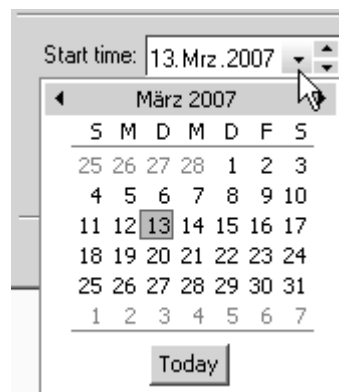 Start time: 13.Mrz.2007
März 2007
S M D M D F S
25 26 27 28 1 2 3
4 5 6 7 8 9 10
11 12 13 14 15 16 17
18 19 20 21 22 23 24
25 26 27 28 29 30 31
1 2 3 4 5 6 7
Today